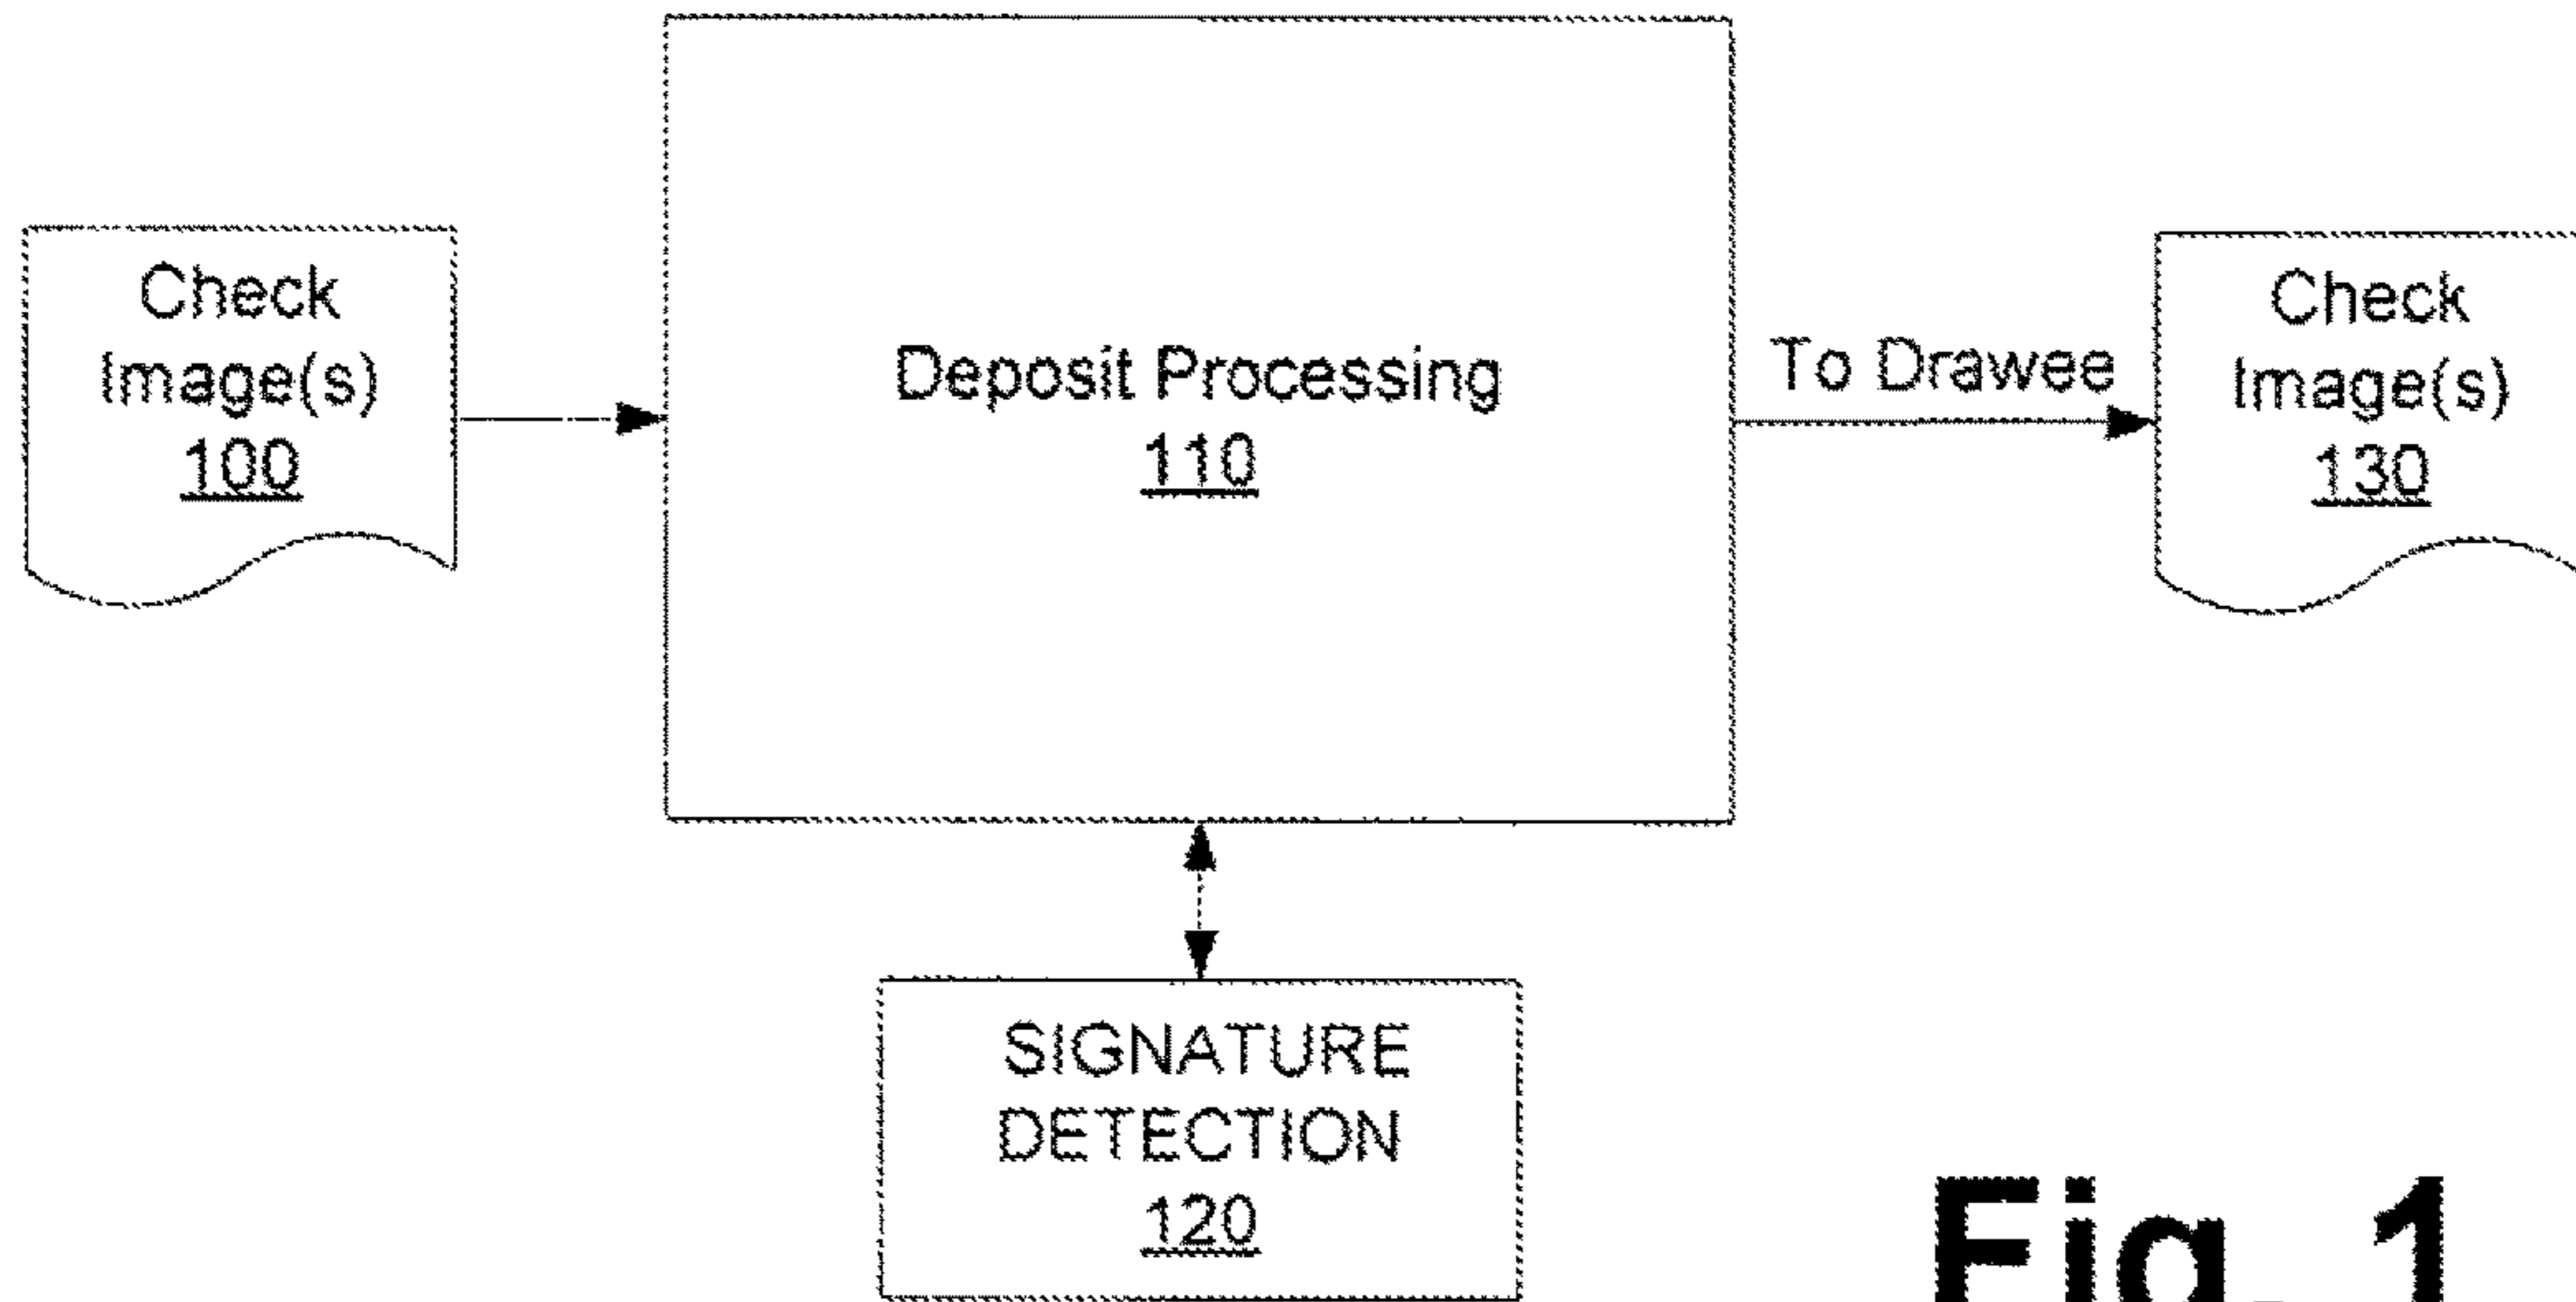 Check
Image(s)
100
Deposit Processing
110
To Drawee
Check
Image(s)
130
SIGNATURE
DETECTION
120
Fig. 1